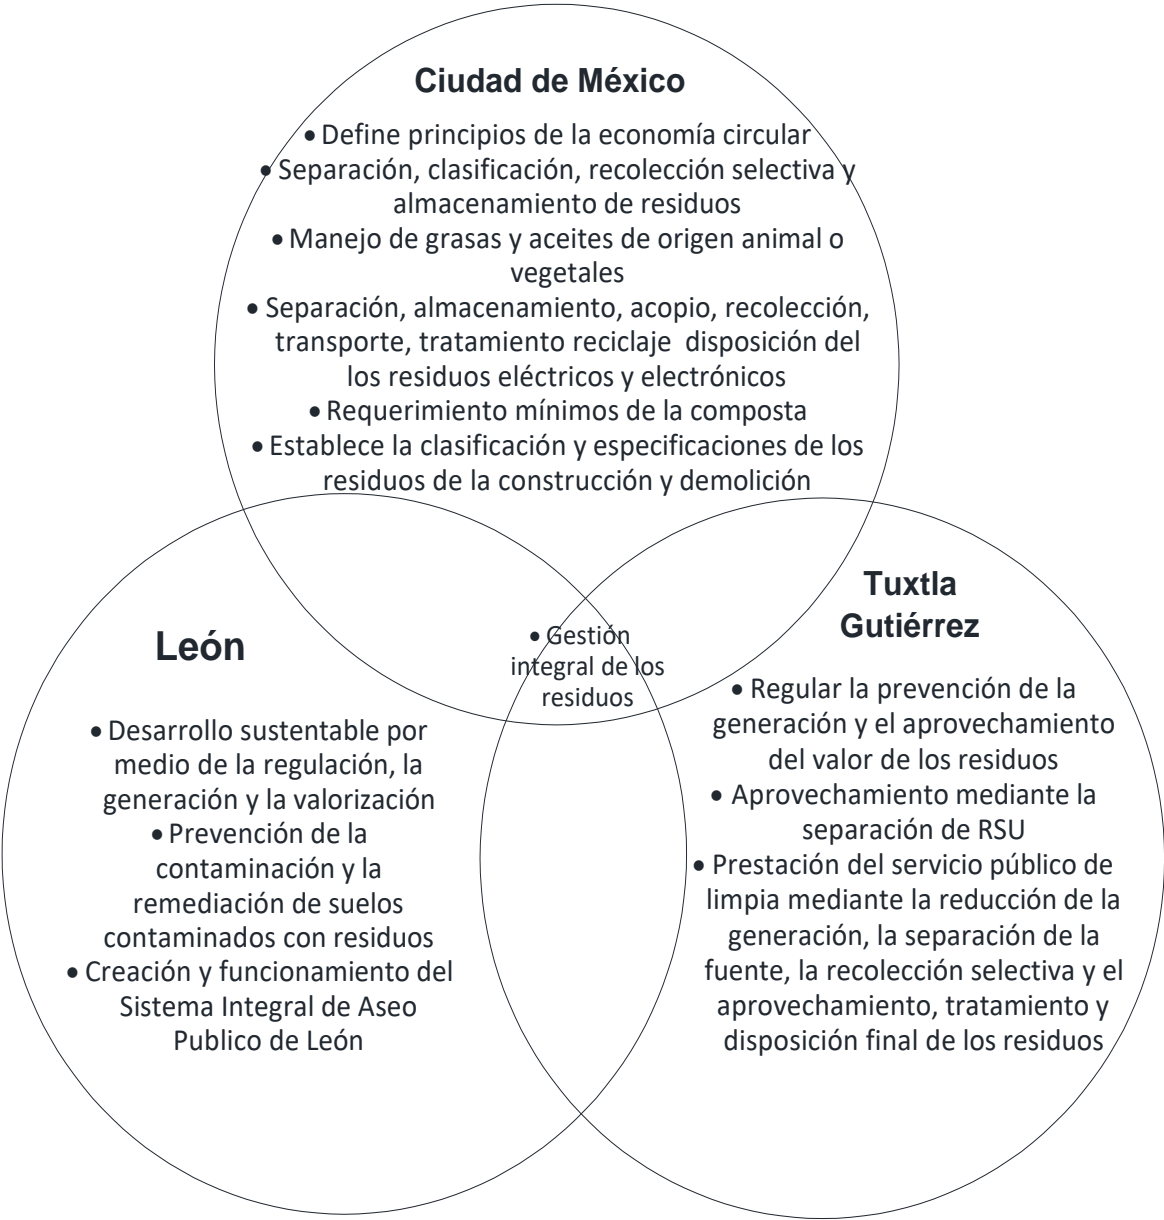 Ciudad de México
• Define principios de la economía circular
• Separación, clasificación, recolección selectiva y
almacenamiento de residuos
• Manejo de grasas y aceites de origen animal o
vegetales
• Separación, almacenamiento, acopio, recolección,
transporte, tratamiento reciclaje disposición del
los residuos eléctricos y electrónicos
• Requerimiento mínimos de la composta
• Establece la clasificación y especificaciones de los
residuos de la construcción y demolición
• Gestión
integral de los
residuos
León
• Desarrollo sustentable por
medio de la regulación, la
generación y la valorización
• Prevención de la
contaminación y la
remediación de suelos
contaminados con residuos
• Creación y funcionamiento del
Sistema Integral de Aseo
Publico de León
Tuxtla
Gutiérrez
• Regular la prevención de la
generación y el aprovechamiento
del valor de los residuos
• Aprovechamiento mediante la
separación de RSU
• Prestación del servicio público de
limpia mediante la reducción de la
generación, la separación de la
fuente, la recolección selectiva y el
aprovechamiento, tratamiento y
disposición final de los residuos